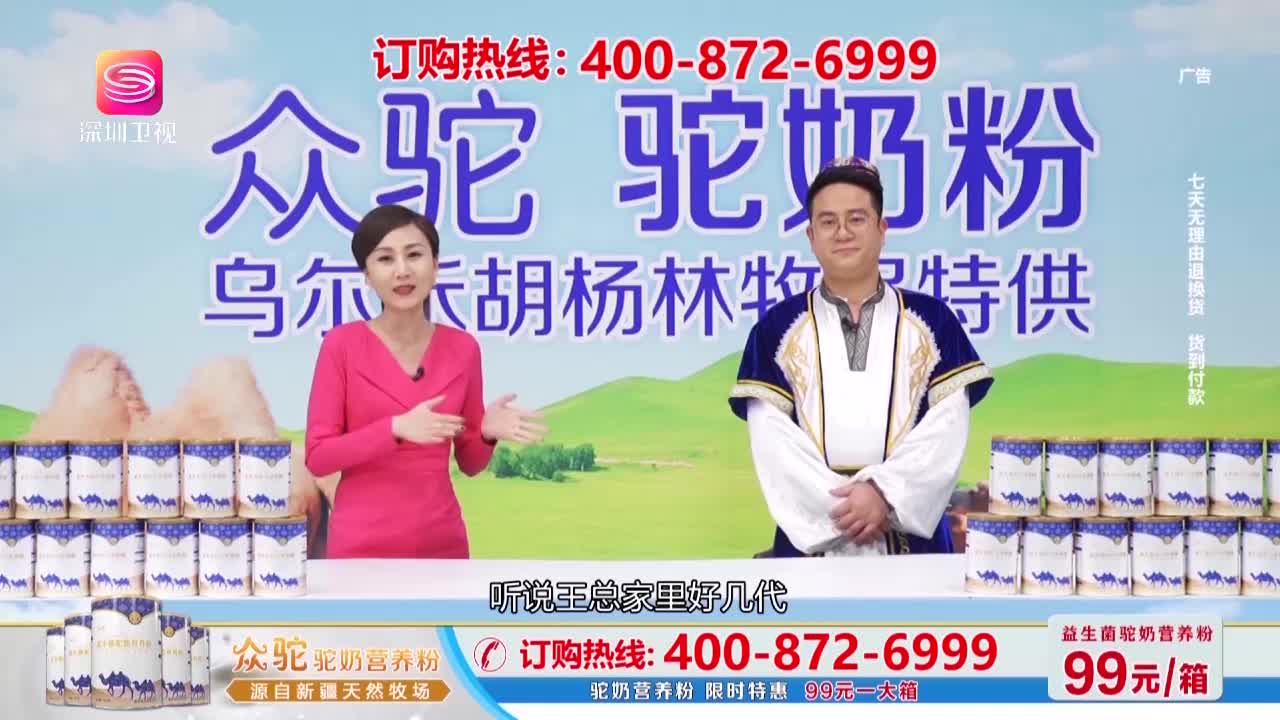 订购热线：400-872-6999
深圳卫视
广告
众驼 驼奶粉
乌尔禾胡杨林牧场特供
七天无理由退换货 货到付款
听说王总家里好几代
众驼 驼奶营养粉
源自新疆天然牧场
订购热线：400-872-6999
驼奶营养粉 限时特惠 99元一大箱
益生菌驼奶营养粉
99元/箱